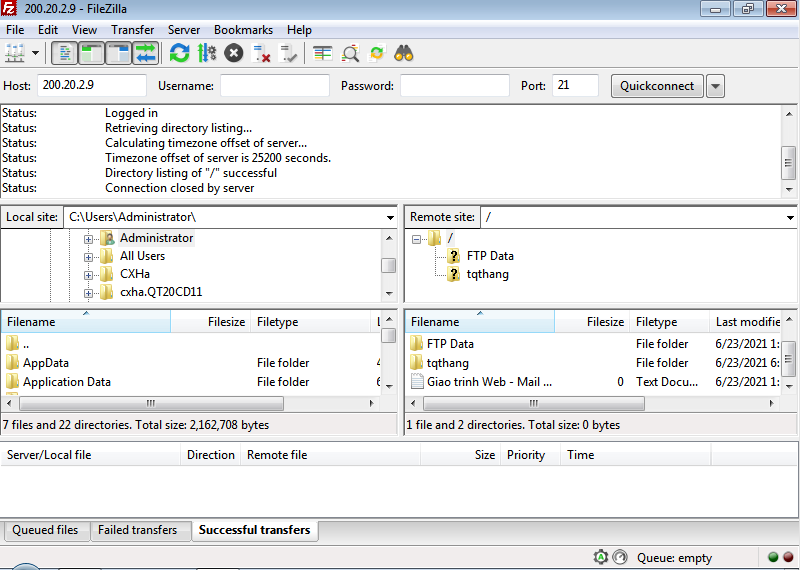 200.20.2.9 - FileZilla
File Edit View Transfer Server Bookmarks Help
Host: 200.20.2.9 Username: Password: Port: 21 Quickconnect
Status: Logged in
Status: Retrieving directory listing...
Status: Calculating timezone offset of server...
Status: Timezone offset of server is 25200 seconds.
Status: Directory listing of "/" successful
Status: Connection closed by server
Local site: C:\Users\Administrator\
Administrator
All Users
CXHa
cxha.QT20CD11
Remote site: /
/
FTP Data
tqthang
Filename Filesize Filetype L
..
AppData File folder 4
Application Data File folder 6
7 files and 22 directories. Total size: 2,162,708 bytes
Filename Filesize Filetype Last modifie
FTP Data File folder 6/23/2021 1:
tqthang File folder 6/23/2021 6:
Giao trinh Web - Mail ... 0 Text Docu... 6/23/2021 1:
1 file and 2 directories. Total size: 0 bytes
Server/Local file Direction Remote file Size Priority Time
Queued files Failed transfers Successful transfers
Queue: empty